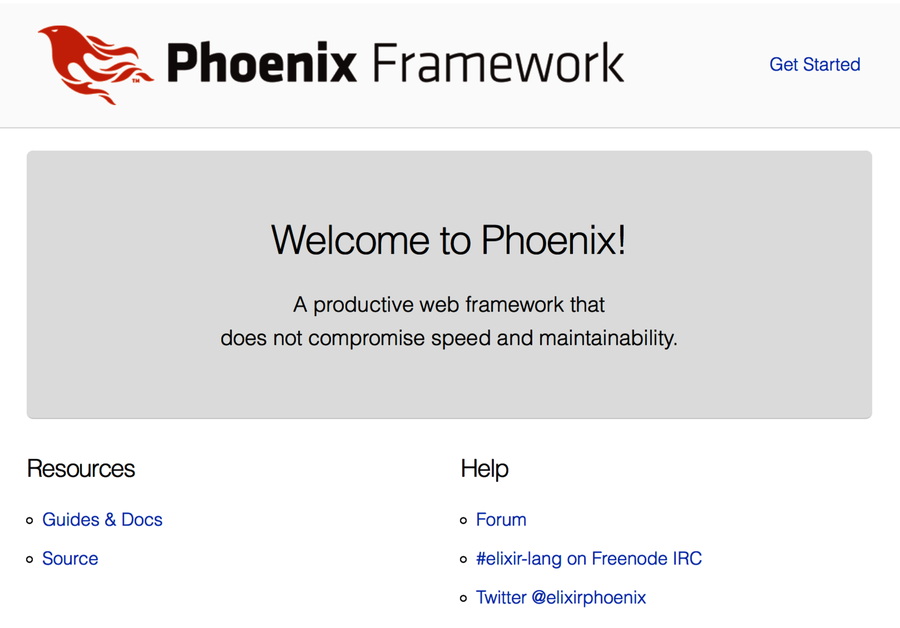 Phoenix Framework
TM
Get Started
Welcome to Phoenix!
A productive web framework that
does not compromise speed and maintainability.
Resources
Guides & Docs
Source
Help
Forum
#elixir-lang on Freenode IRC
Twitter @elixirphoenix